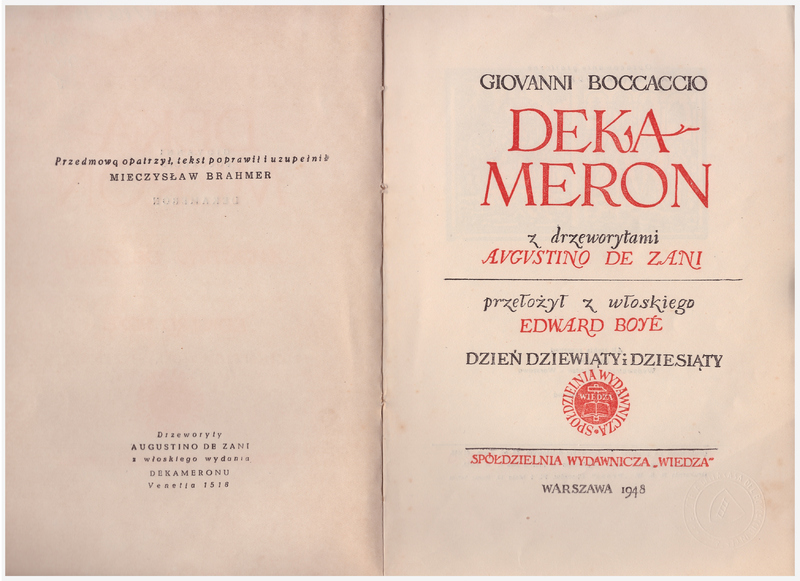 Przedmową opatrzył, tekst poprawił i uzupełnił
MIECZYSŁAW BRAHMER
Drzeworyty
AUGUSTINO DE ZANI
z włoskiego wydania
DEKAMERONU
Venetia 1518
GIOVANNI BOCCACCIO
DEKA-
MERON
z drzeworytami
AVGVSTINO DE ZANI
przełożył z włoskiego
EDWARD BOYÉ
DZIEŃ DZIEWIĄTY i DZIESIĄTY
SPÓŁDZIELNIA WYDAWNICZA
WIEDZA
SPÓŁDZIELNIA WYDAWNICZA „WIEDZA"
WARSZAWA 1948